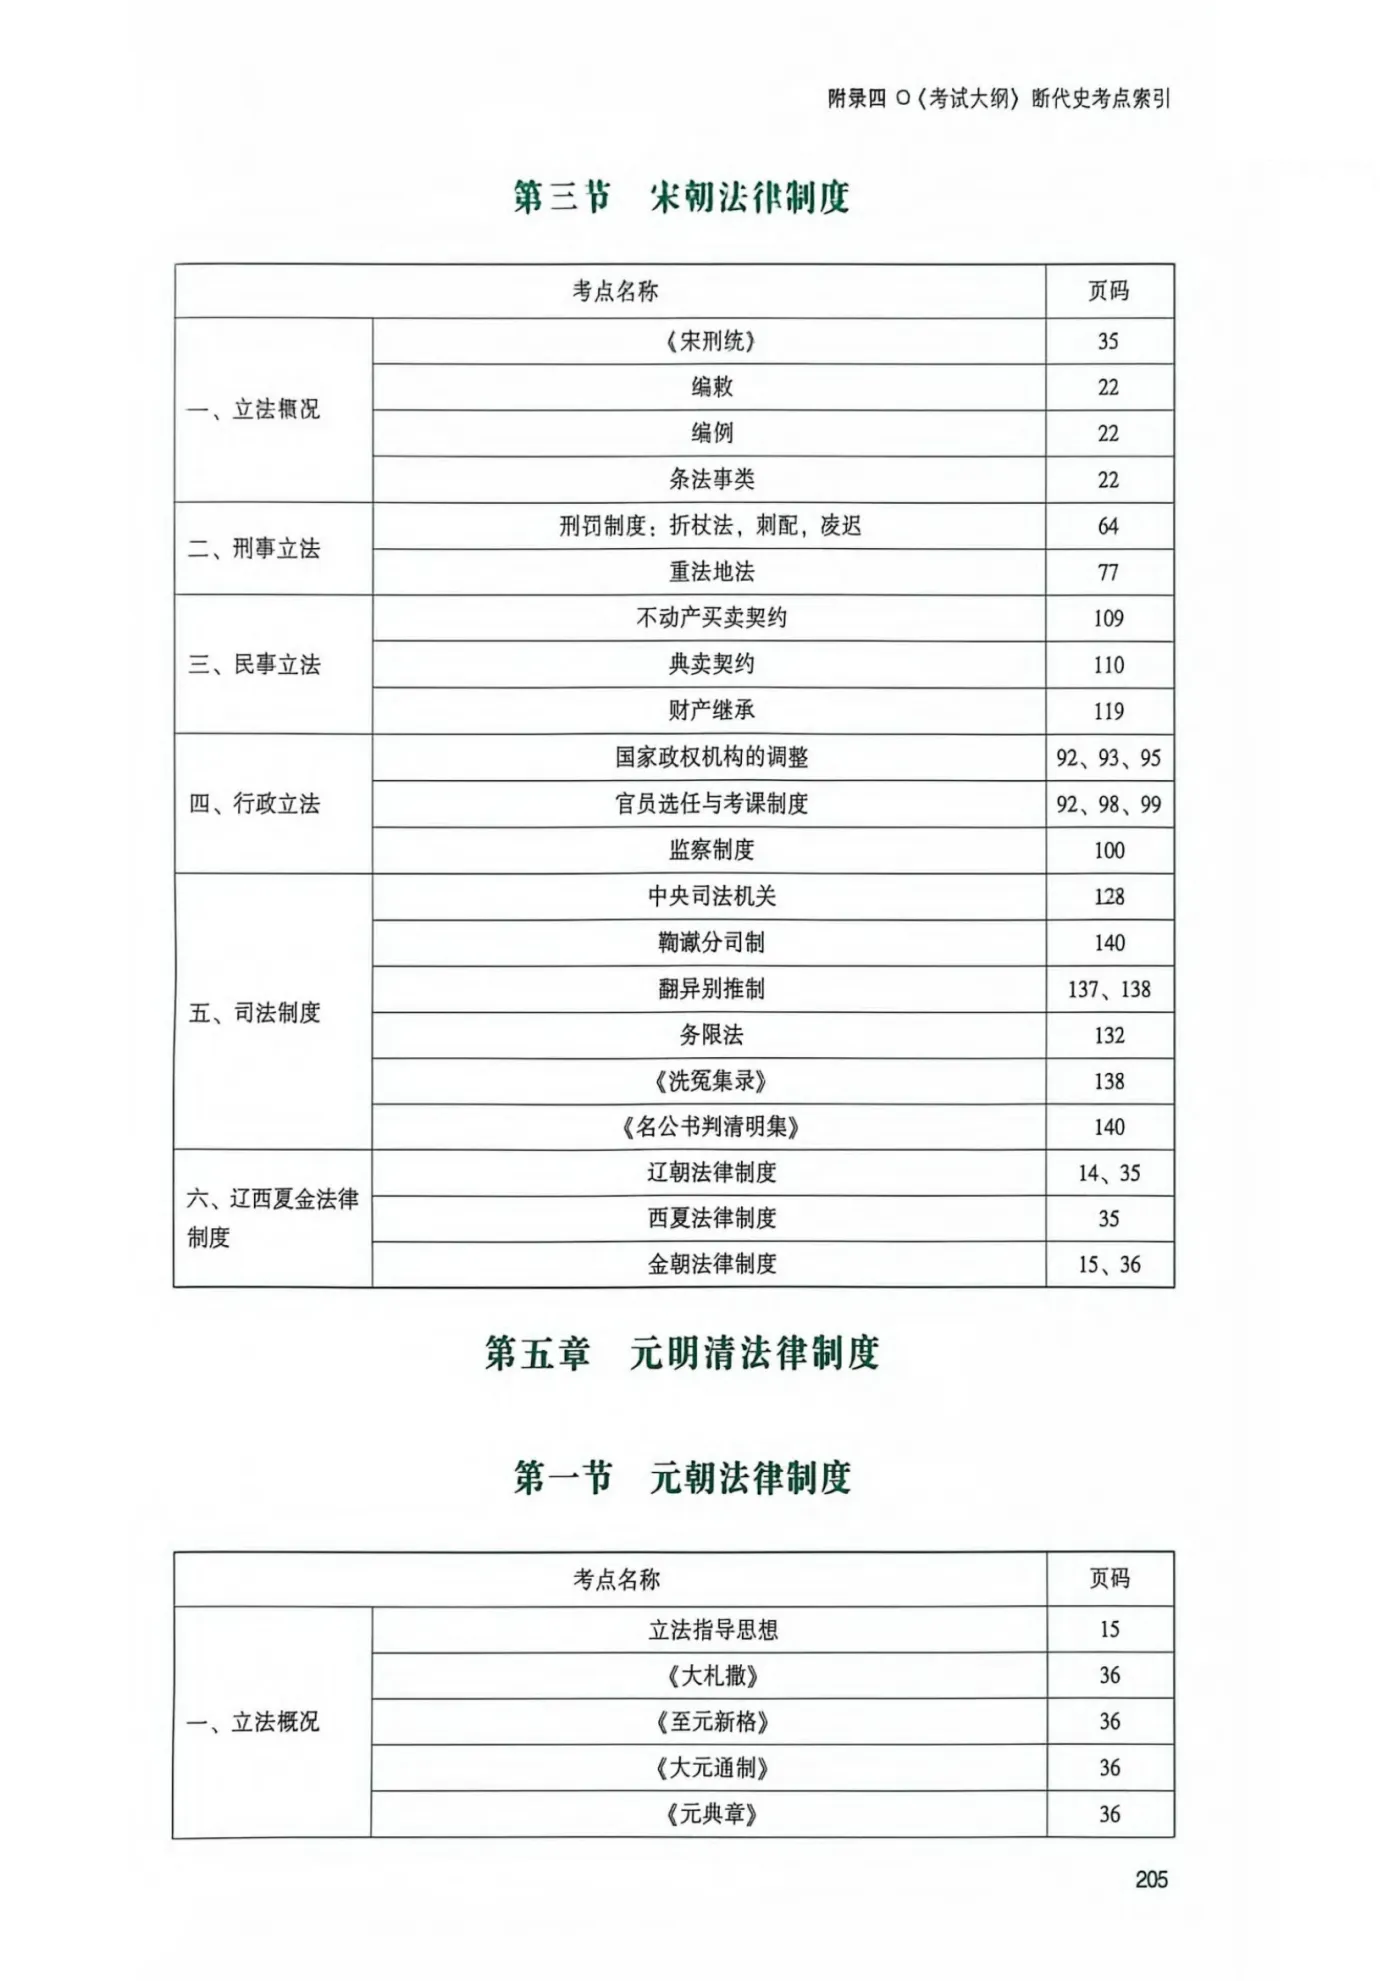 附录四 〇《考试大纲》断代史考点索引
第三节 宋朝法律制度
考点名称 页码
一、立法概况
《宋刑统》 35
编敕 22
编例 22
条法事类 22
二、刑事立法
刑罚制度：折杖法，刺配，凌迟 64
重法地法 77
三、民事立法
不动产买卖契约 109
典卖契约 110
财产继承 119
四、行政立法
国家政权机构的调整 92、93、95
官员选任与考课制度 92、98、99
监察制度 100
五、司法制度
中央司法机关 128
鞫谳分司制 140
翻异别推制 137、138
务限法 132
《洗冤集录》 138
《名公书判清明集》 140
六、辽西夏金法律
制度
辽朝法律制度 14、35
西夏法律制度 35
金朝法律制度 15、36
第五章 元明清法律制度
第一节 元朝法律制度
考点名称 页码
一、立法概况
立法指导思想 15
《大札撒》 36
《至元新格》 36
《大元通制》 36
《元典章》 36
205